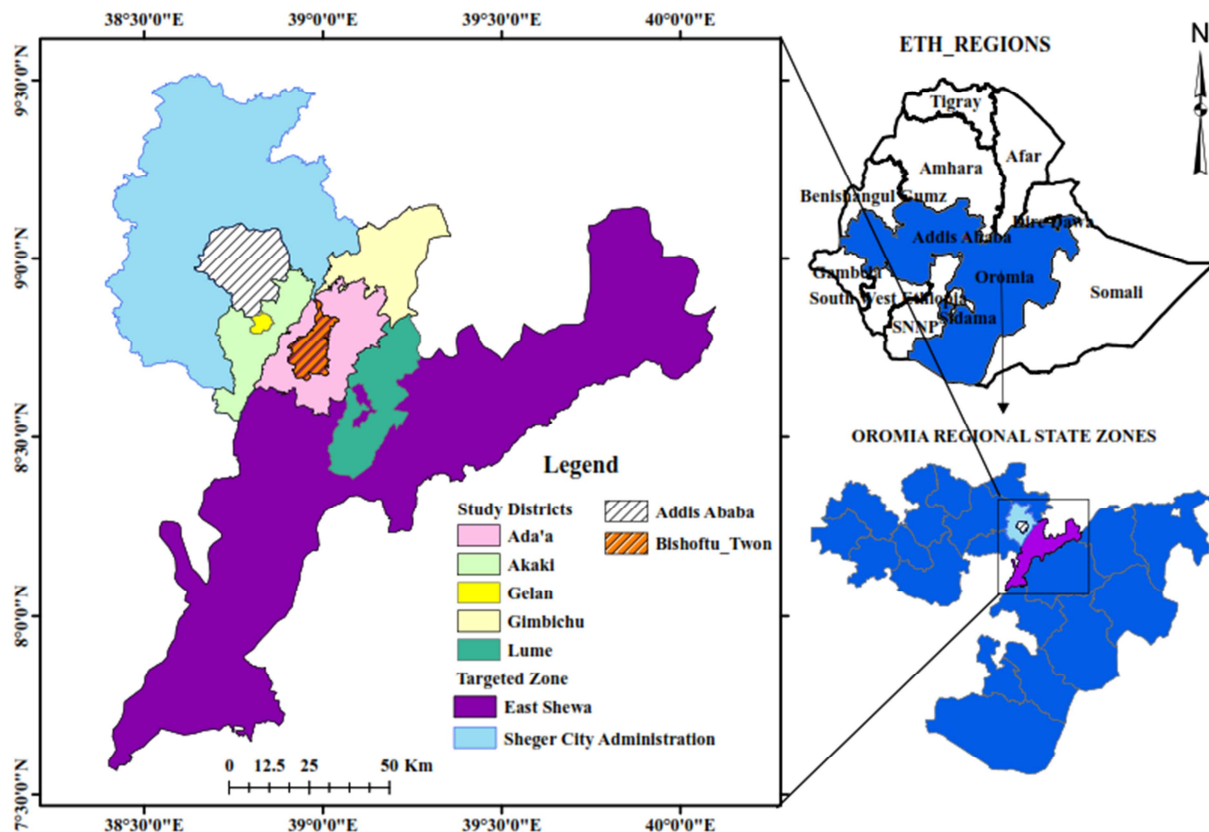 38°30'0"E 39°0'0"E 39°30'0"E 40°0'0"E
9°30'0"N
9°0'0"N
8°30'0"N
8°0'0"N
7°30'0"N
Legend
Study Districts
Ada'a
Akaki
Gelan
Gimbichu
Lume
Targeted Zone
East Shewa
Sheger City Administration
Addis Ababa
Bishoftu_Twon
0 12.5 25 50 Km
38°30'0"E 39°0'0"E 39°30'0"E 40°0'0"E
ETH_REGIONS
N
Tigray
Afar
Amhara
Benishangul Gumz
Dire Dawa
Addis Ababa
Gambela
Oromia
Somali
South West Ethiopia
Sidama
SNNP
OROMIA REGIONAL STATE ZONES